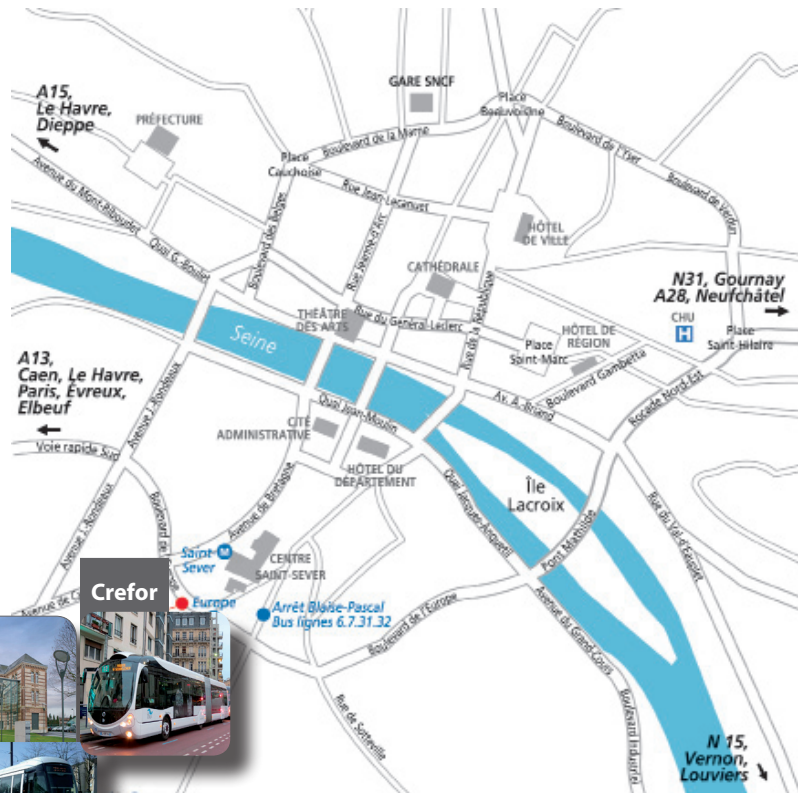 GARE SNCF
A15,
Le Havre,
Dieppe
PRÉFECTURE
Place
Beauvoisine
Boulevard de la Marne
Boulevard de l'Yser
Place
Cauchoise
Avenue du Mont-Riboudet
Rue Jean-Lecanuet
Boulevard de Verdun
Quai G.-Boulet
Boulevard des Belges
Rue Jeanne-d'Arc
HÔTEL
DE VILLE
CATHÉDRALE
Rue de la République
N31, Gournay
A28, Neufchâtel
CHU
H
THÉÂTRE
DES ARTS
Rue du Général-Leclerc
Seine
HÔTEL DE
RÉGION
Place
Saint-Marc
Place
Saint-Hilaire
A13,
Caen, Le Havre,
Paris, Évreux,
Elbeuf
Boulevard Gambetta
Av. A.-Briand
Rocade Nord-Est
Avenue J.-Rondeaux
Quai Jean-Moulin
CITÉ
ADMINISTRATIVE
HÔTEL DU
DÉPARTEMENT
Voie rapide Sud
Île
Lacroix
Avenue J.-Rondeaux
Avenue de Bretagne
Quai Jacques-Anquetil
Rue du Val-d'Eauplet
Pont Mathilde
Saint-
Sever
M
CENTRE
SAINT-SEVER
Crefor
Europe
Arrêt Blaise-Pascal
Bus lignes 6.7.31.32
Boulevard de l'Europe
Avenue du Grand-Cours
Rue de Sotteville
Boulevard Industriel
N 15,
Vernon,
Louviers